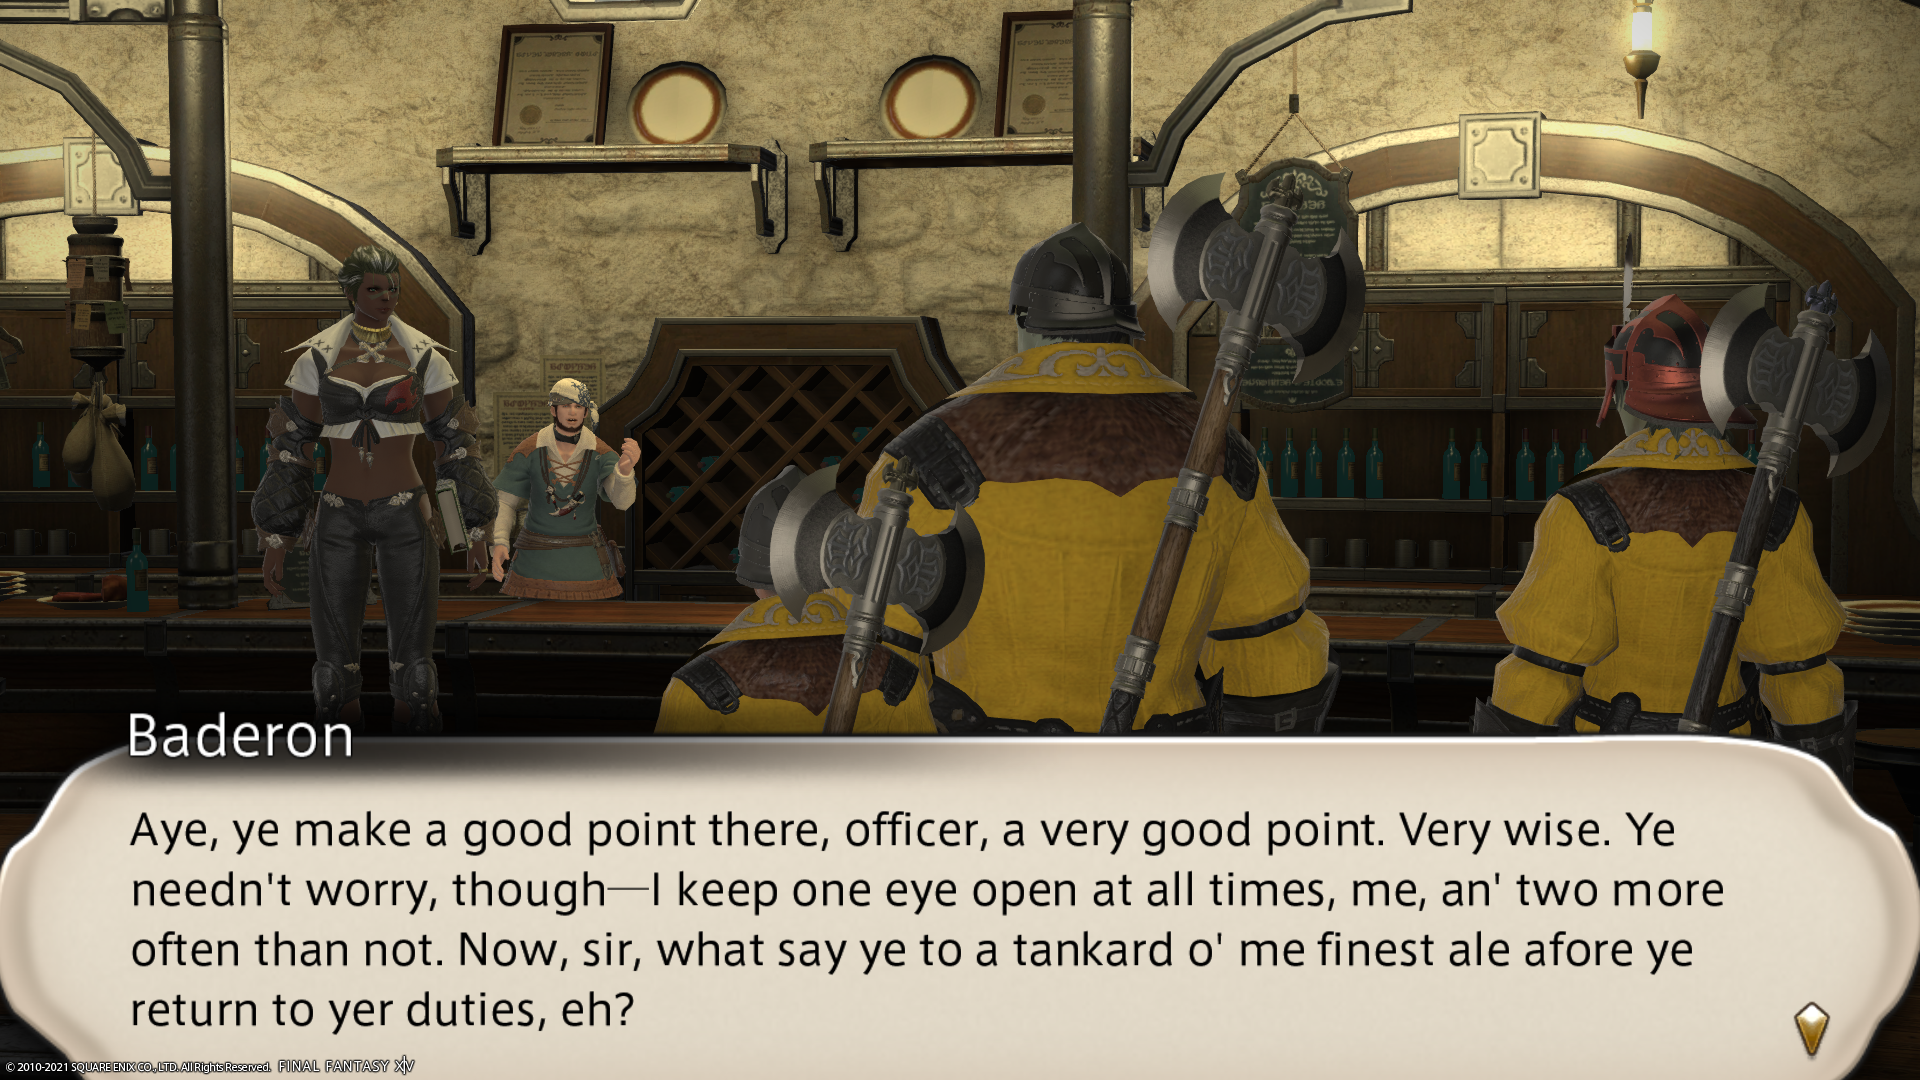 Baderon
Aye, ye make a good point there, officer, a very good point. Very wise. Ye
needn't worry, though—I keep one eye open at all times, me, an' two more
often than not. Now, sir, what say ye to a tankard o' me finest ale afore ye
return to yer duties, eh?
© 2010-2021 SQUARE ENIX CO., LTD. All Rights Reserved. FINAL FANTASY XIV